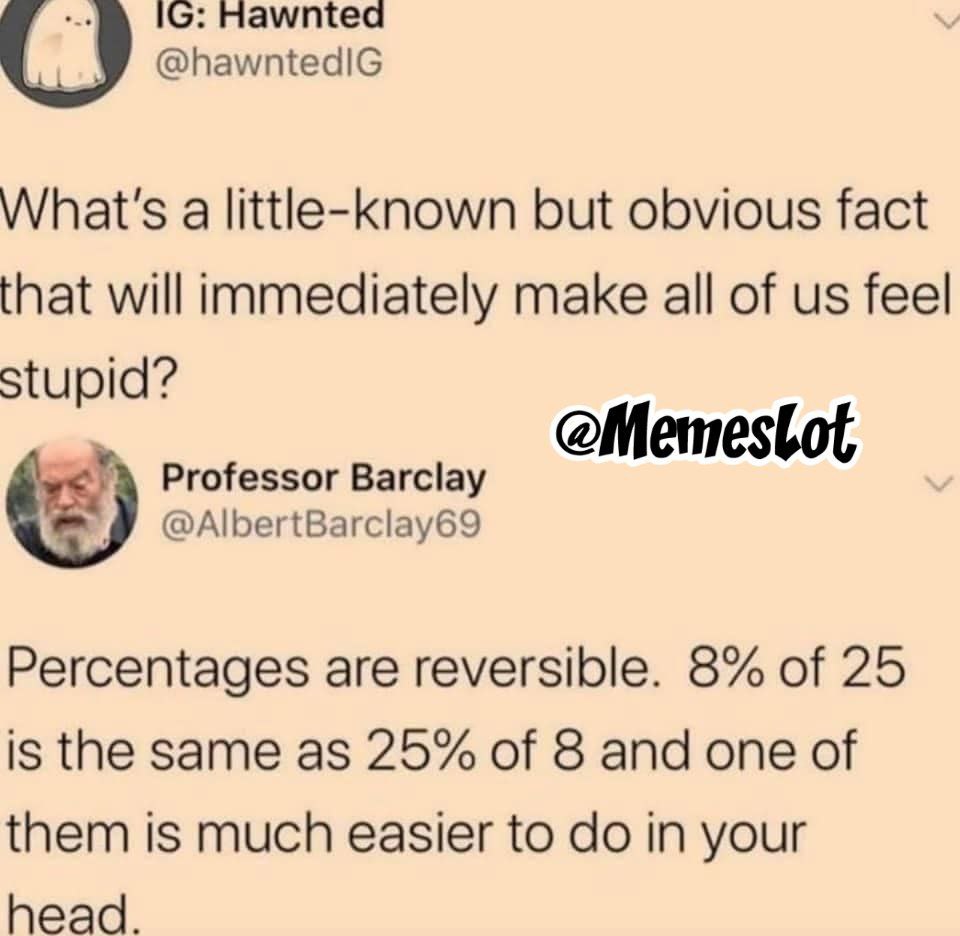 IG: Hawnted
@hawntedIG
What's a little-known but obvious fact
that will immediately make all of us feel
stupid?
@MemesLot
Professor Barclay
@AlbertBarclay69
Percentages are reversible. 8% of 25
is the same as 25% of 8 and one of
them is much easier to do in your
head.